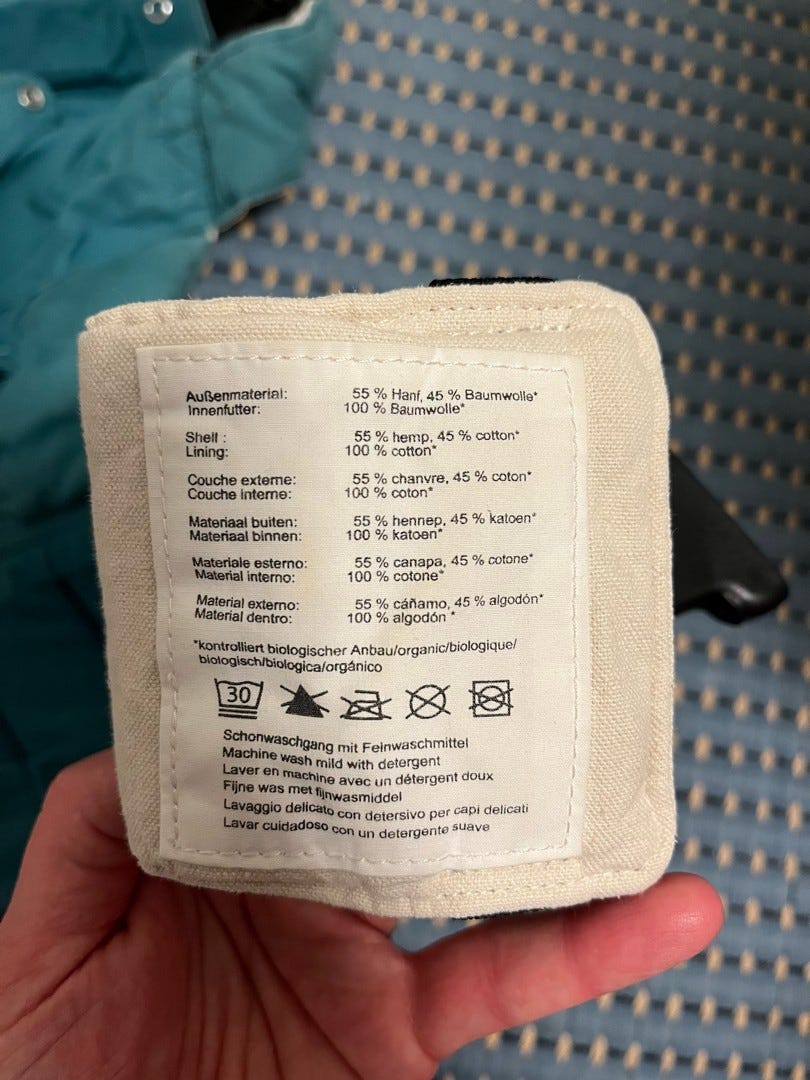 Außenmaterial: 55 % Hanf, 45 % Baumwolle*
Innenfutter: 100 % Baumwolle*
Shell : 55 % hemp, 45 % cotton*
Lining: 100 % cotton*
Couche externe: 55 % chanvre, 45 % coton*
Couche interne: 100 % coton*
Materiaal buiten: 55 % hennep, 45 % katoen*
Materiaal binnen: 100 % katoen*
Materiale esterno: 55 % canapa, 45 % cotone*
Material interno: 100 % cotone*
Material externo: 55 % cáñamo, 45 % algodón*
Material dentro: 100 % algodón *
*kontrolliert biologischer Anbau/organic/biologique/
biologisch/biologica/orgánico
30
Schonwaschgang mit Feinwaschmittel
Machine wash mild with detergent
Laver en machine avec un détergent doux
Fijne was met fijnwasmiddel
Lavaggio delicato con detersivo per capi delicati
Lavar cuidadoso con un detergente suave